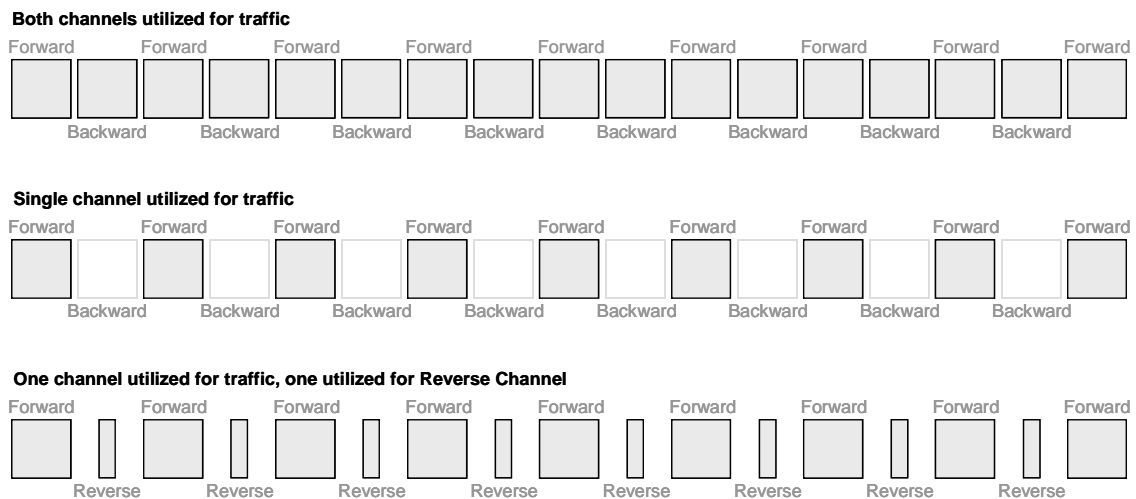 Both channels utilized for traffic
Forward Forward Forward Forward Forward Forward Forward Forward Forward
Backward Backward Backward Backward Backward Backward Backward Backward
Single channel utilized for traffic
Forward Forward Forward Forward Forward Forward Forward Forward Forward
Backward Backward Backward Backward Backward Backward Backward Backward
One channel utilized for traffic, one utilized for Reverse Channel
Forward Forward Forward Forward Forward Forward Forward Forward Forward
Reverse Reverse Reverse Reverse Reverse Reverse Reverse Reverse